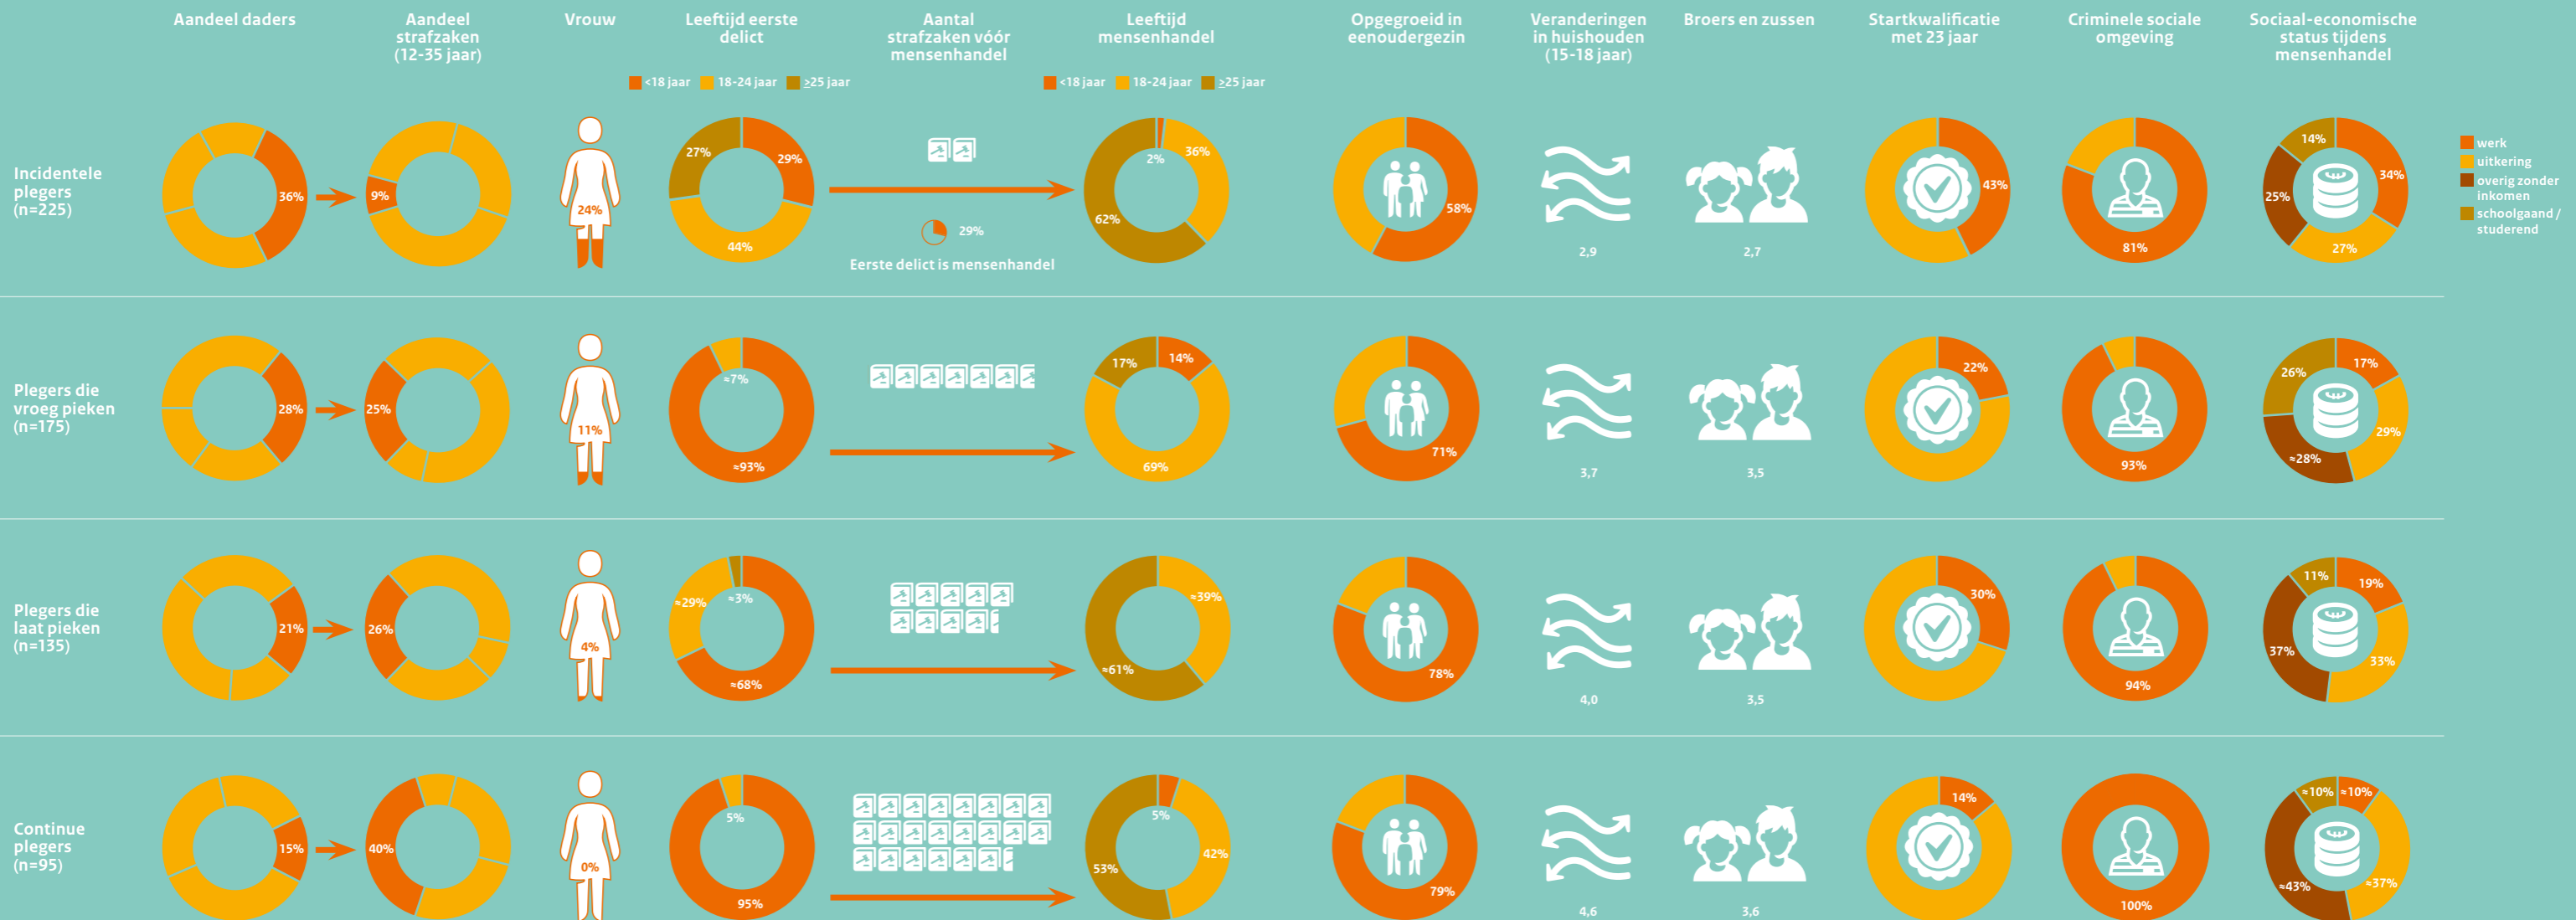 Aandeel daders
Aandeel
strafzaken
(12-35 jaar)
Vrouw
Leeftijd eerste
delict
<18 jaar 18-24 jaar ≥25 jaar
Aantal
strafzaken vóór
mensenhandel
Leeftijd
mensenhandel
<18 jaar 18-24 jaar ≥25 jaar
Opgegroeid in
eenoudergezin
Veranderingen
in huishouden
(15-18 jaar)
Broers en zussen
Startkwalificatie
met 23 jaar
Criminele sociale
omgeving
Sociaal-economische
status tijdens
mensenhandel
werk
uitkering
overig zonder
inkomen
schoolgaand /
studerend
Incidentele
plegers
(n=225)
36%
9%
24%
27%
29%
44%
29%
Eerste delict is mensenhandel
2%
36%
62%
58%
2,9
2,7
43%
81%
14%
34%
25%
27%
Plegers die
vroeg pieken
(n=175)
28%
25%
11%
≈7%
≈93%
17%
14%
69%
71%
3,7
3,5
22%
93%
26%
17%
29%
≈28%
Plegers die
laat pieken
(n=135)
21%
26%
4%
≈29%
≈3%
≈68%
≈39%
≈61%
78%
4,0
3,5
30%
94%
11%
19%
37%
33%
Continue
plegers
(n=95)
15%
40%
0%
5%
95%
5%
42%
53%
79%
4,6
3,6
14%
100%
≈10%
≈10%
≈43%
≈37%